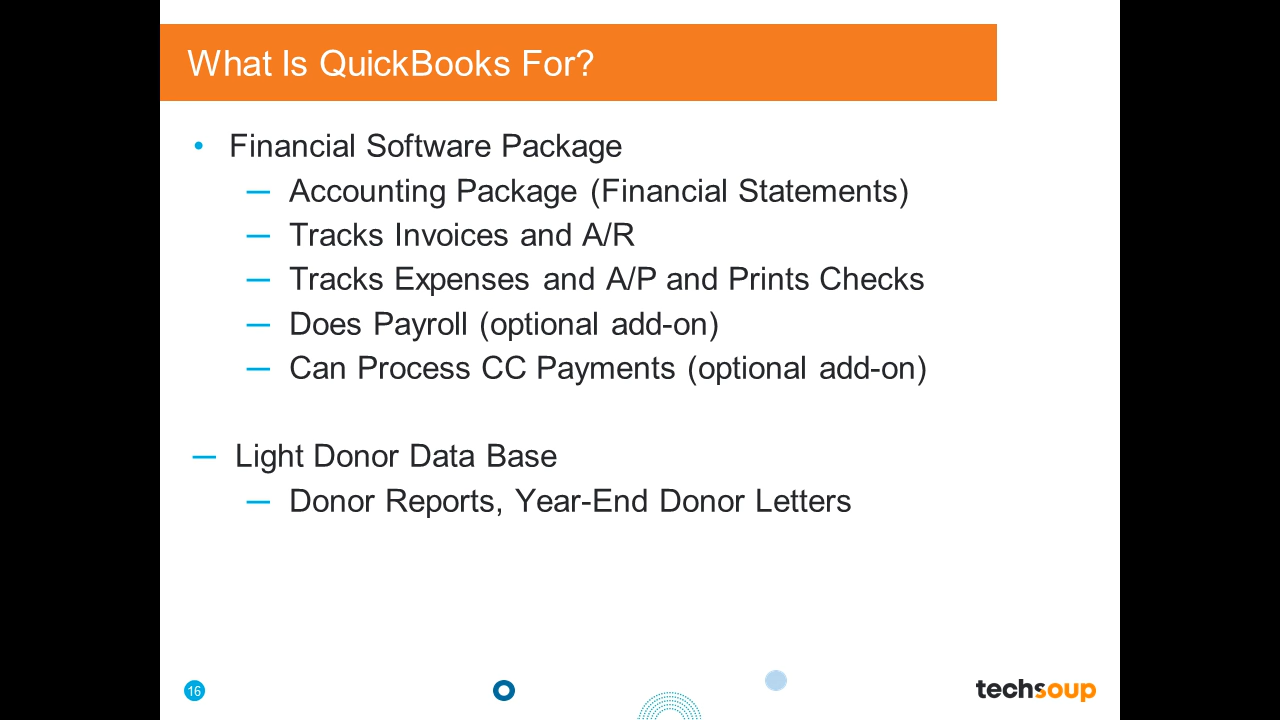 What Is QuickBooks For?
• Financial Software Package
— Accounting Package (Financial Statements)
— Tracks Invoices and A/R
— Tracks Expenses and A/P and Prints Checks
— Does Payroll (optional add-on)
— Can Process CC Payments (optional add-on)
— Light Donor Data Base
— Donor Reports, Year-End Donor Letters
16
techsoup